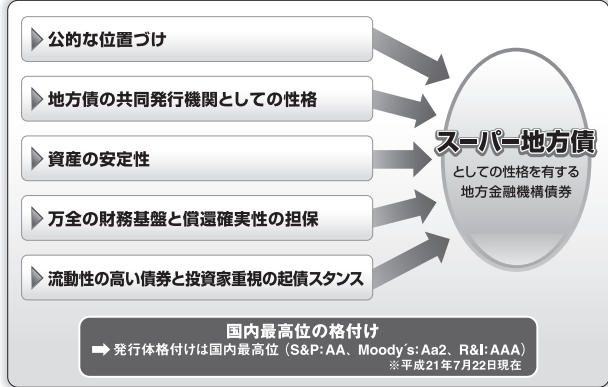 公的な位置づけ
地方債の共同発行機関としての性格
資産の安定性
万全の財務基盤と償還確実性の担保
流動性の高い債券と投資家重視の起債スタンス
スーパー地方債
としての性格を有する
地方金融機構債券
国内最高位の格付け
➡ 発行体格付けは国内最高位（S&P：AA、Moody's：Aa2、R&I：AAA）
※平成21年7月22日現在